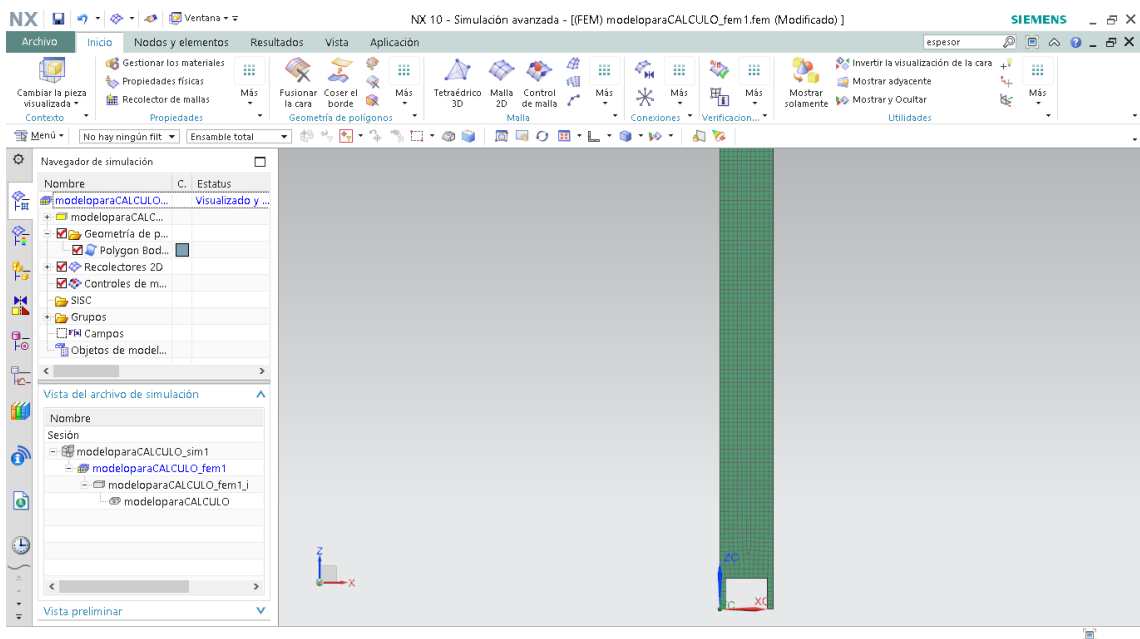 NX Ventana NX 10 - Simulación avanzada - [(FEM) modeloparaCALCULO_fem1.fem (Modificado) ] SIEMENS
Archivo Inicio Nodos y elementos Resultados Vista Aplicación espesor
Cambiar la pieza visualizada
Contexto
Gestionar los materiales
Propiedades físicas
Recolector de mallas
Más
Propiedades
Fusionar la cara
Coser el borde
Más
Geometría de polígonos
Tetraédrico 3D
Malla 2D
Control de malla
Más
Malla
Más
Conexiones
Más
Verificacion...
Mostrar solamente
Invertir la visualización de la cara
Mostrar adyacente
Mostrar y Ocultar
Más
Utilidades
Menú No hay ningún filt Ensamble total
Navegador de simulación
Nombre C. Estatus
modeloparaCALCULO... Visualizado y ...
modeloparaCALC...
Geometría de p...
Polygon Bod...
Recolectores 2D
Controles de m...
SISC
Grupos
Campos
Objetos de model...
Vista del archivo de simulación
Nombre
Sesión
modeloparaCALCULO_sim1
modeloparaCALCULO_fem1
modeloparaCALCULO_fem1_i
modeloparaCALCULO
Vista preliminar
Z
X
ZC
XC